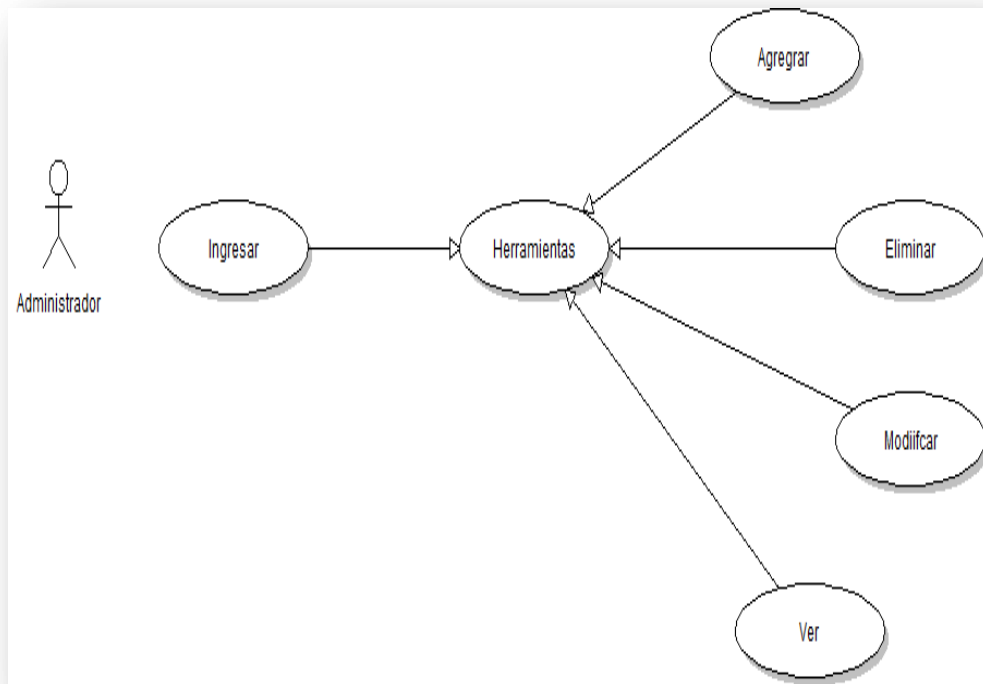 Agregrar
Ingresar
Herramientas
Eliminar
Administrador
Modiifcar
Ver